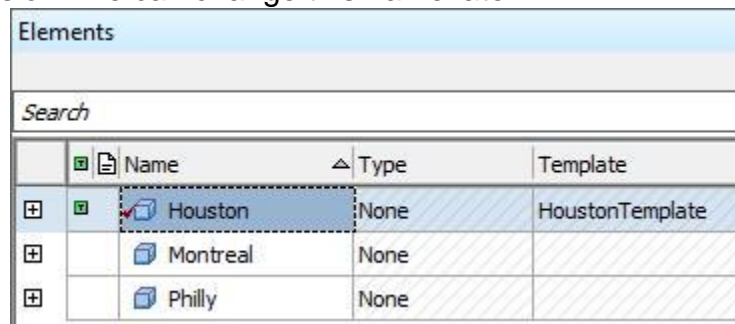 Elements
Search
Name Type Template
Houston None HoustonTemplate
Montreal None
Philly None